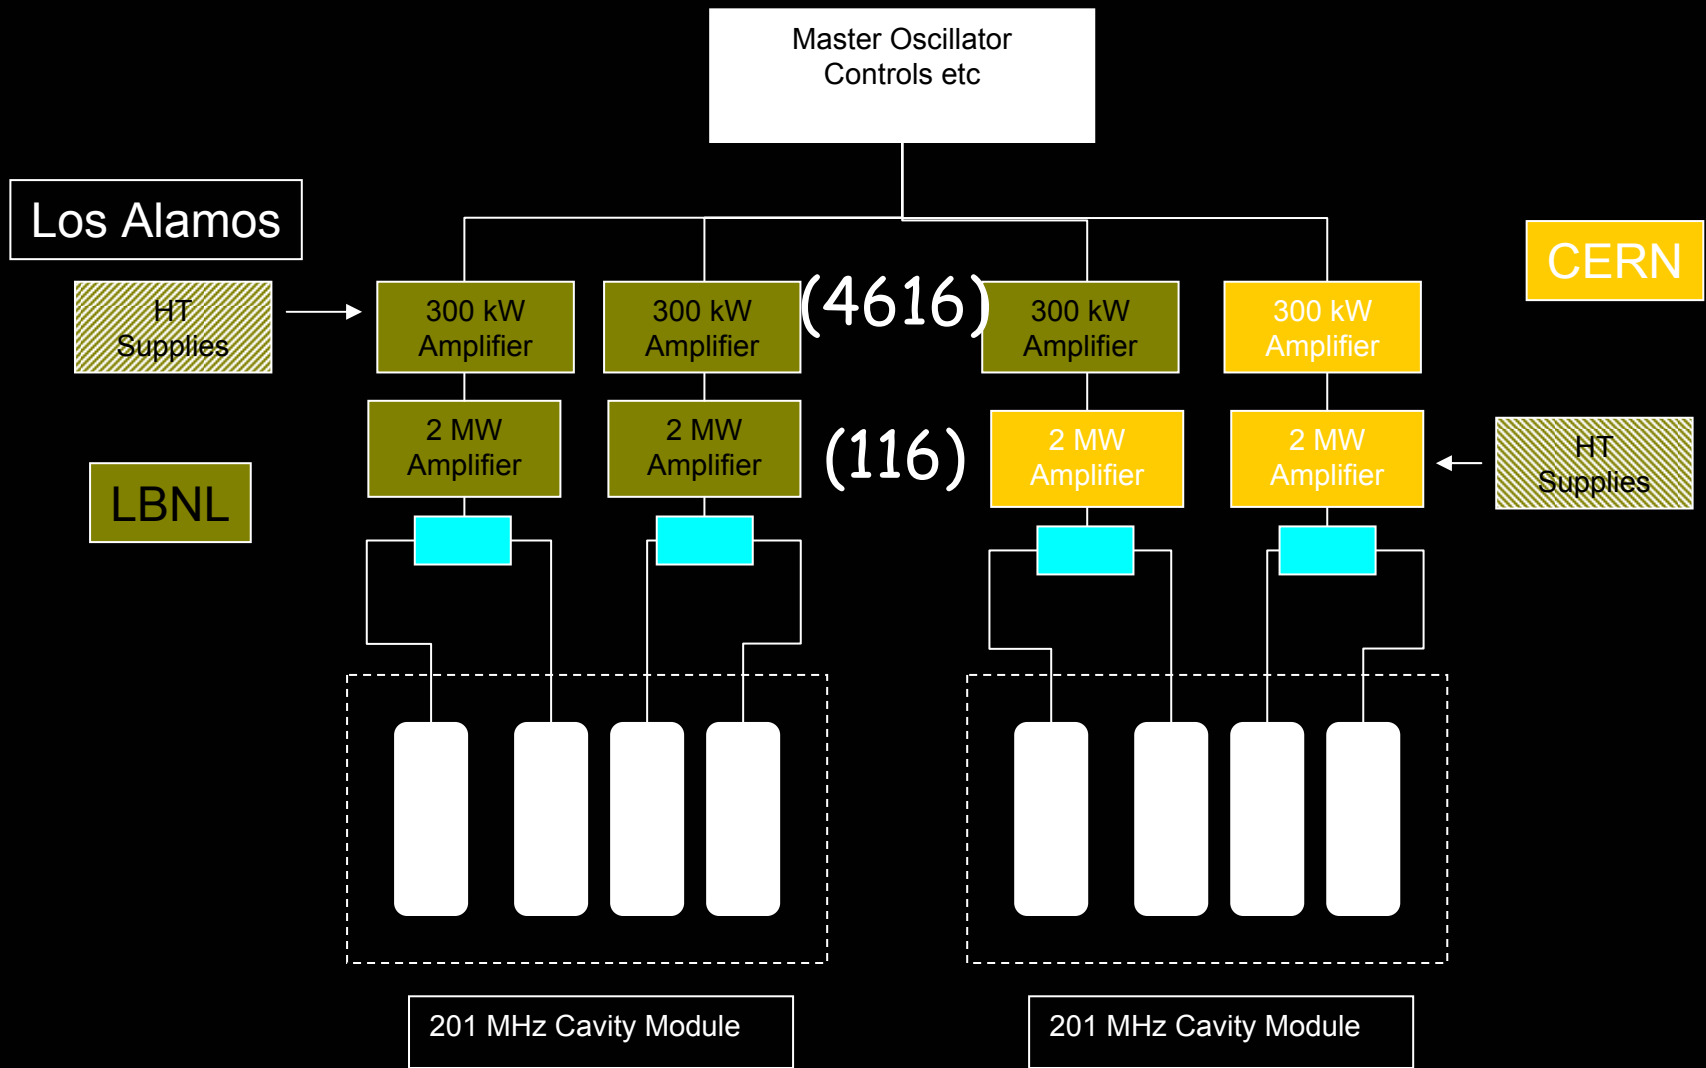 Master Oscillator
Controls etc
Los Alamos
CERN
HT
Supplies
300 kW
Amplifier
300 kW
Amplifier
(4616)
300 kW
Amplifier
300 kW
Amplifier
LBNL
2 MW
Amplifier
2 MW
Amplifier
(116)
2 MW
Amplifier
2 MW
Amplifier
HT
Supplies
201 MHz Cavity Module
201 MHz Cavity Module